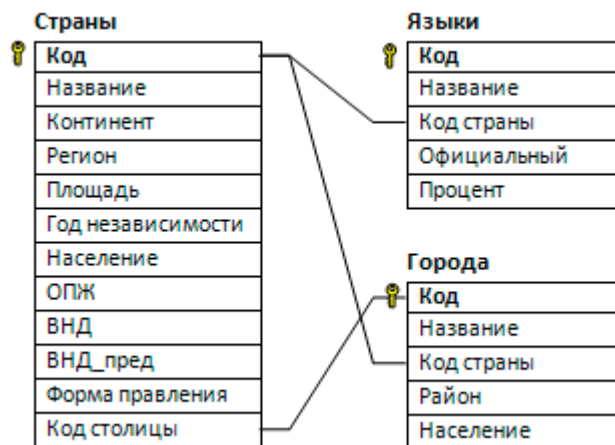 Страны
Код
Название
Континент
Регион
Площадь
Год независимости
Население
ОПЖ
ВНД
ВНД_пред
Форма правления
Код столицы
Языки
Код
Название
Код страны
Официальный
Процент
Города
Код
Название
Код страны
Район
Население